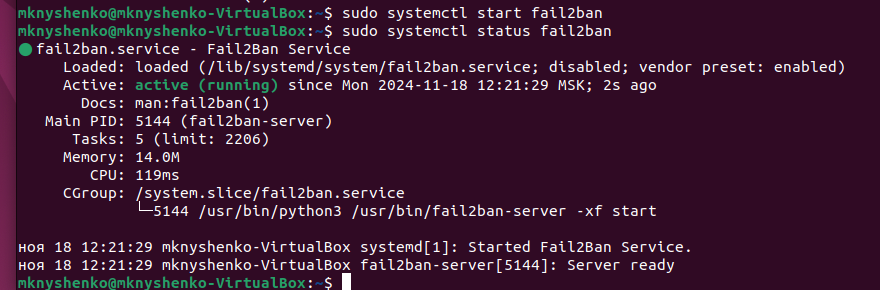 mknyshenko@mknyshenko-VirtualBox:~$ sudo systemctl start fail2ban
mknyshenko@mknyshenko-VirtualBox:~$ sudo systemctl status fail2ban
● fail2ban.service - Fail2Ban Service
     Loaded: loaded (/lib/systemd/system/fail2ban.service; disabled; vendor preset: enabled)
     Active: active (running) since Mon 2024-11-18 12:21:29 MSK; 2s ago
       Docs: man:fail2ban(1)
   Main PID: 5144 (fail2ban-server)
      Tasks: 5 (limit: 2206)
     Memory: 14.0M
        CPU: 119ms
     CGroup: /system.slice/fail2ban.service
             └─5144 /usr/bin/python3 /usr/bin/fail2ban-server -xf start

ноя 18 12:21:29 mknyshenko-VirtualBox systemd[1]: Started Fail2Ban Service.
ноя 18 12:21:29 mknyshenko-VirtualBox fail2ban-server[5144]: Server ready
mknyshenko@mknyshenko-VirtualBox:~$